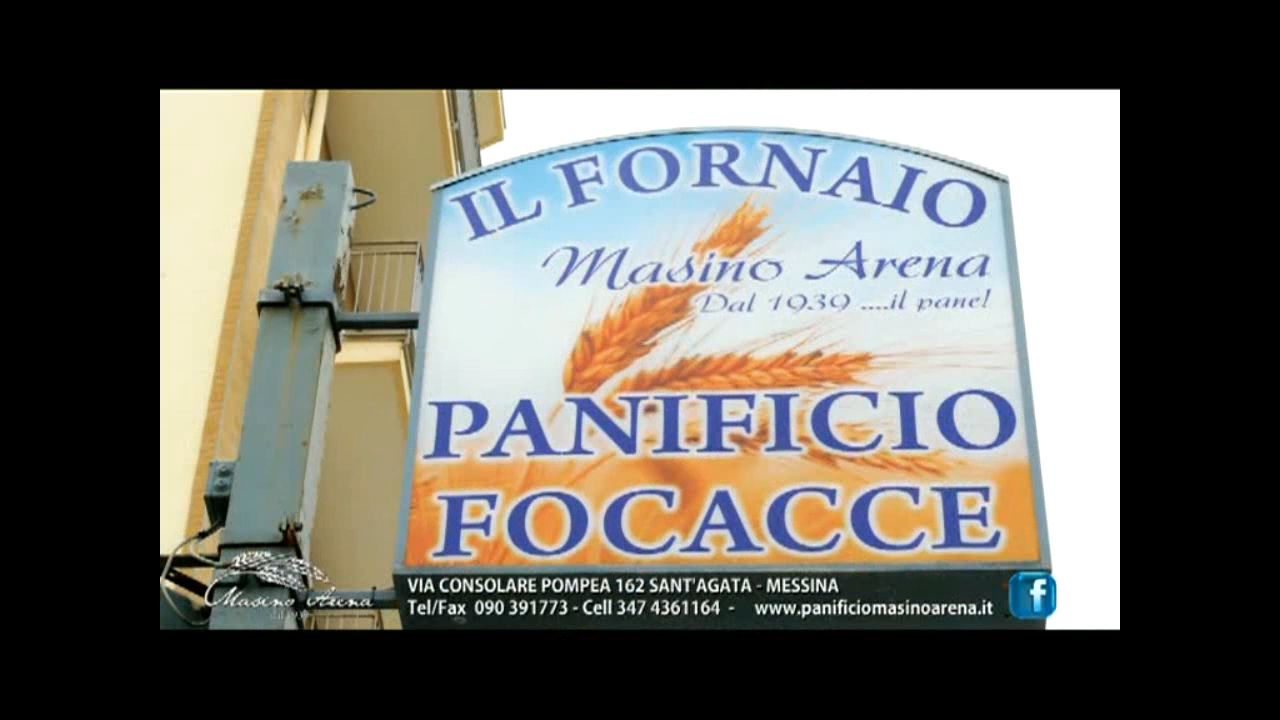 IL FORNAIO
Masino Arena
Dal 1939 ....il pane!
PANIFICIO
FOCACCE
Masino Arena
VIA CONSOLARE POMPEA 162 SANT'AGATA - MESSINA
Tel/Fax 090 391773 - Cell 347 4361164 - www.panificiomasinoarena.it
f